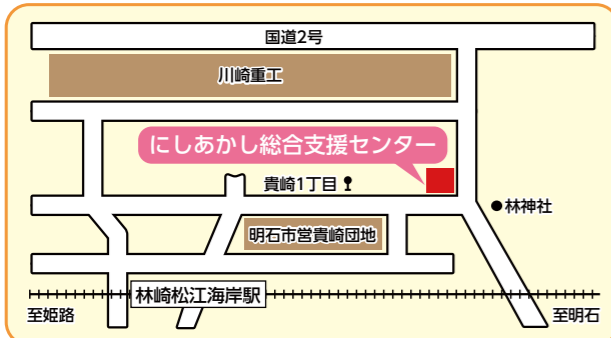 国道2号
川崎重工
にしあかし総合支援センター
貴崎1丁目
林神社
明石市営貴崎団地
林崎松江海岸駅
至姫路
至明石